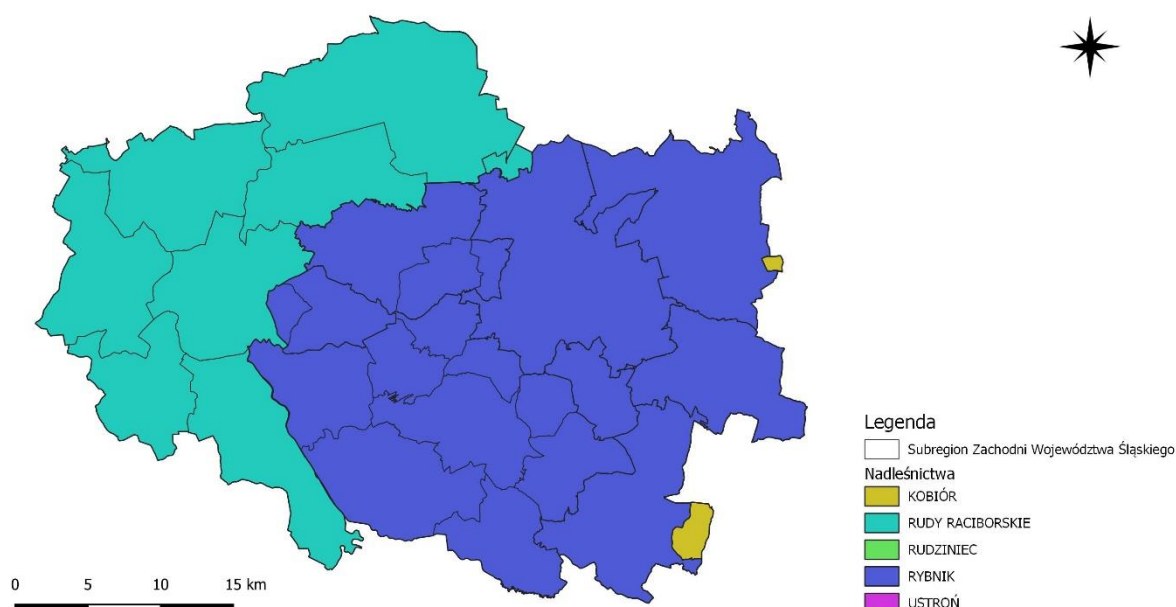 Legenda
Subregion Zachodni Województwa Śląskiego
Nadleśnictwa
KOBIÓR
RUDY RACIBORSKIE
RUDZINIEC
RYBNIK
USTROŃ
0 5 10 15 km